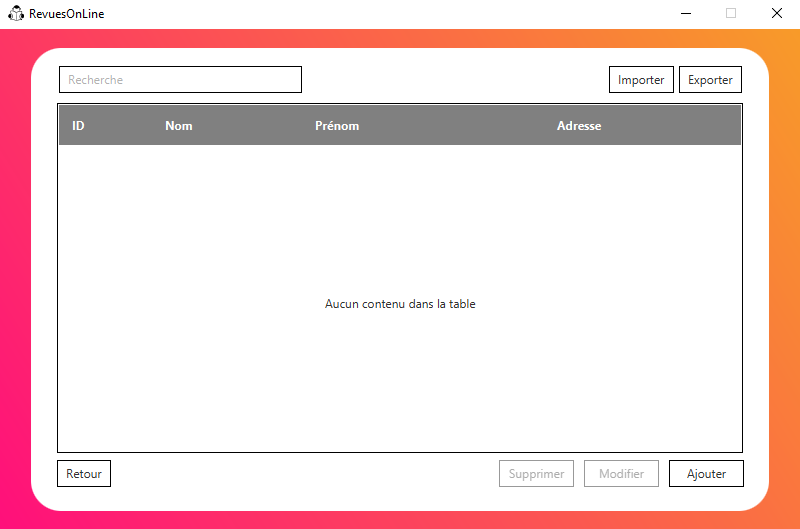 RevuesOnLine
Recherche
Importer Exporter
ID Nom Prénom Adresse
Aucun contenu dans la table
Retour Supprimer Modifier Ajouter